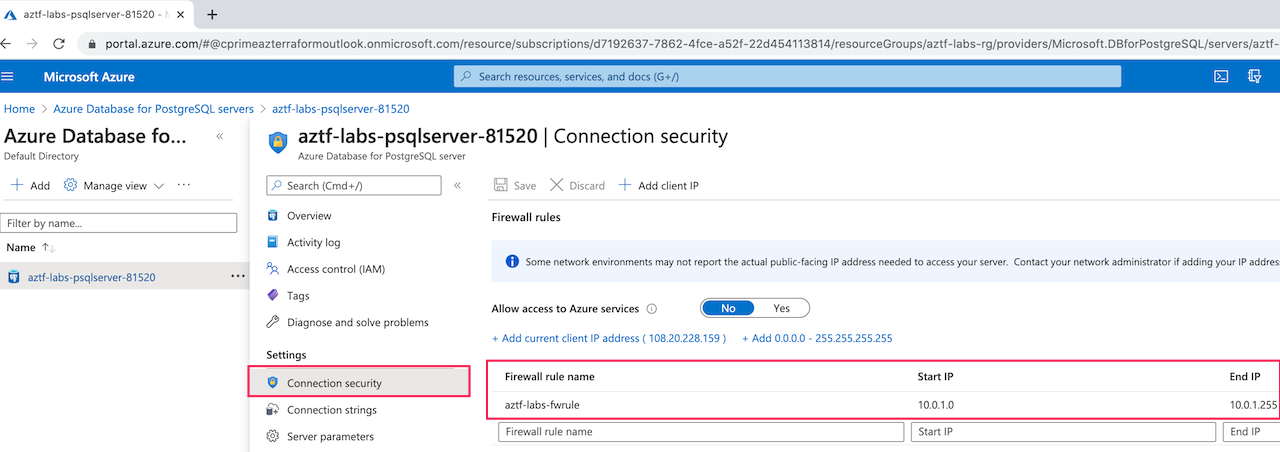 aztf-labs-psqlserver-81520 - M
portal.azure.com/#@cprimeazterraformoutlook.onmicrosoft.com/resource/subscriptions/d7192637-7862-4fce-a52f-22d454113814/resourceGroups/aztf-labs-rg/providers/Microsoft.DBforPostgreSQL/servers/aztf-
Microsoft Azure
Search resources, services, and docs (G+/)
Home > Azure Database for PostgreSQL servers > aztf-labs-psqlserver-81520
Azure Database fo...
Default Directory
Add
Manage view
Filter by name...
Name
aztf-labs-psqlserver-81520
aztf-labs-psqlserver-81520 | Connection security
Azure Database for PostgreSQL server
Search (Cmd+/)
Overview
Activity log
Access control (IAM)
Tags
Diagnose and solve problems
Settings
Connection security
Connection strings
Server parameters
Save
Discard
Add client IP
Firewall rules
Some network environments may not report the actual public-facing IP address needed to access your server. Contact your network administrator if adding your IP addres
Allow access to Azure services
No
Yes
+ Add current client IP address ( 108.20.228.159 )
+ Add 0.0.0.0 - 255.255.255.255
Firewall rule name Start IP End IP
aztf-labs-fwrule 10.0.1.0 10.0.1.255
Firewall rule name Start IP End IP